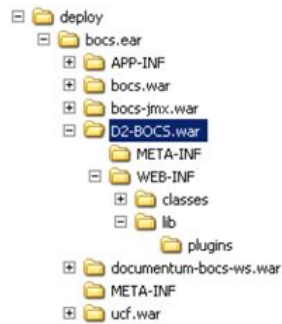 deploy
bocs.ear
APP-INF
bocs.war
bocs-jmx.war
D2-BOCS.war
META-INF
WEB-INF
classes
lib
plugins
documentum-bocs-ws.war
META-INF
ucf.war